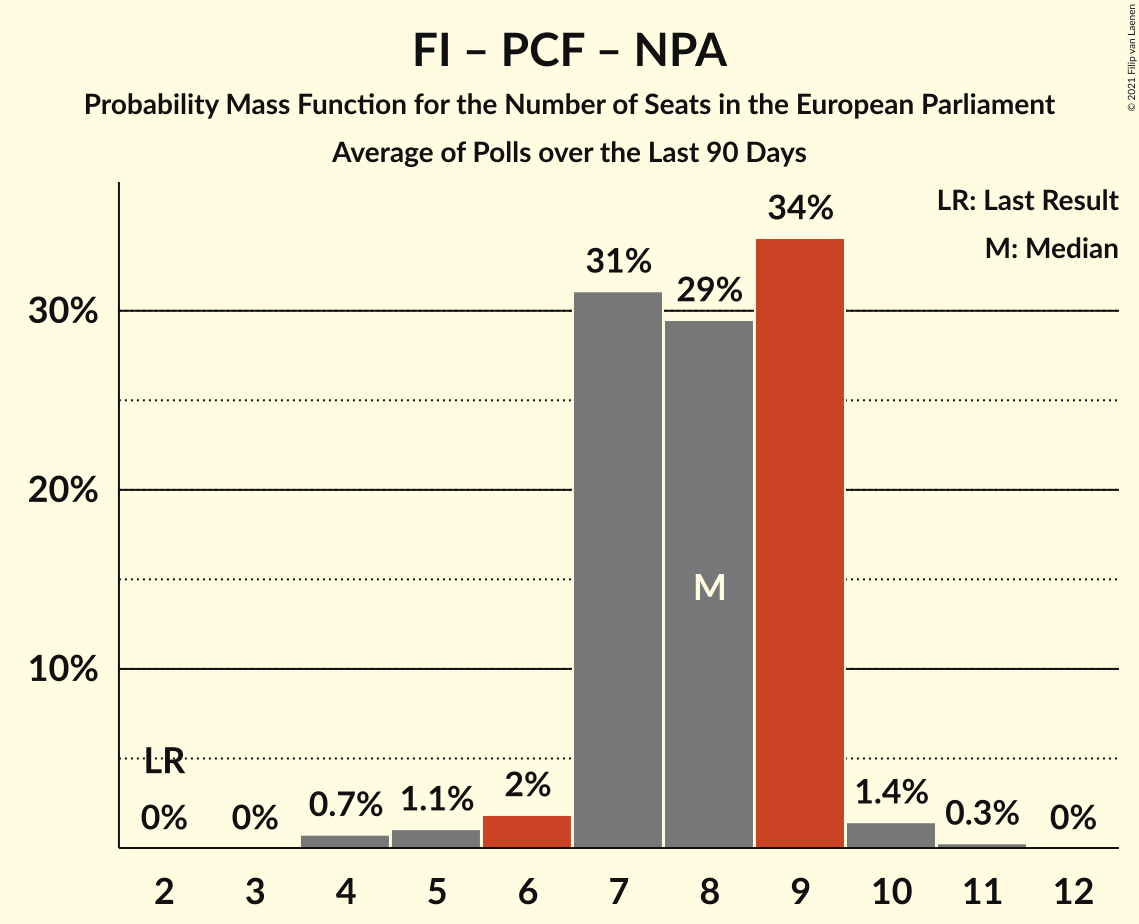 FI – PCF – NPA
Probability Mass Function for the Number of Seats in the European Parliament
Average of Polls over the Last 90 Days
© 2021 Filip van Laenen
LR: Last Result
M: Median
30%
20%
10%
LR
0%
0%
0.7%
1.1%
2%
31%
29%
34%
1.4%
0.3%
0%
M
2 3 4 5 6 7 8 9 10 11 12